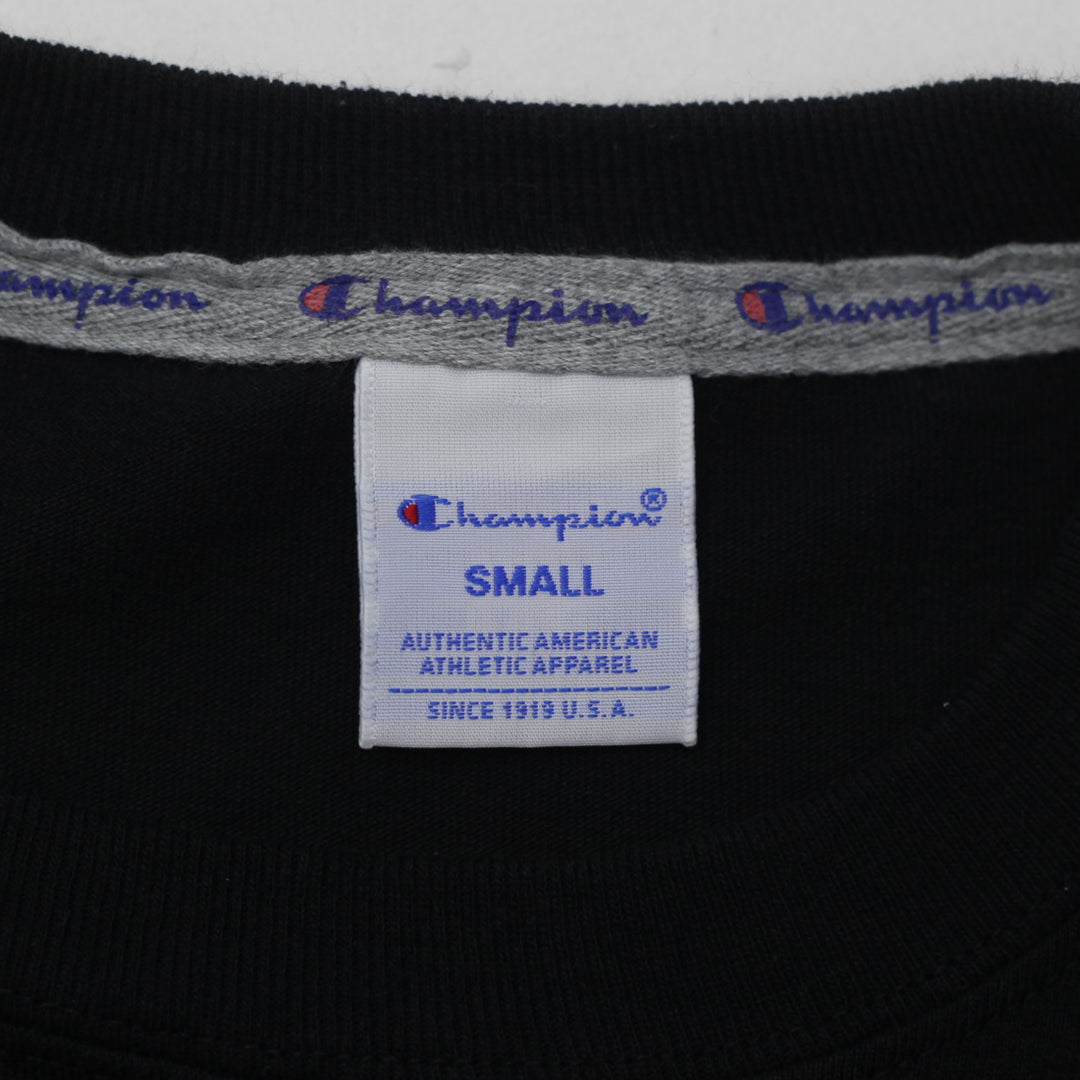 ampion Champion Champion
Champion®
SMALL
AUTHENTIC AMERICAN
ATHLETIC APPAREL
SINCE 1919 U.S.A.